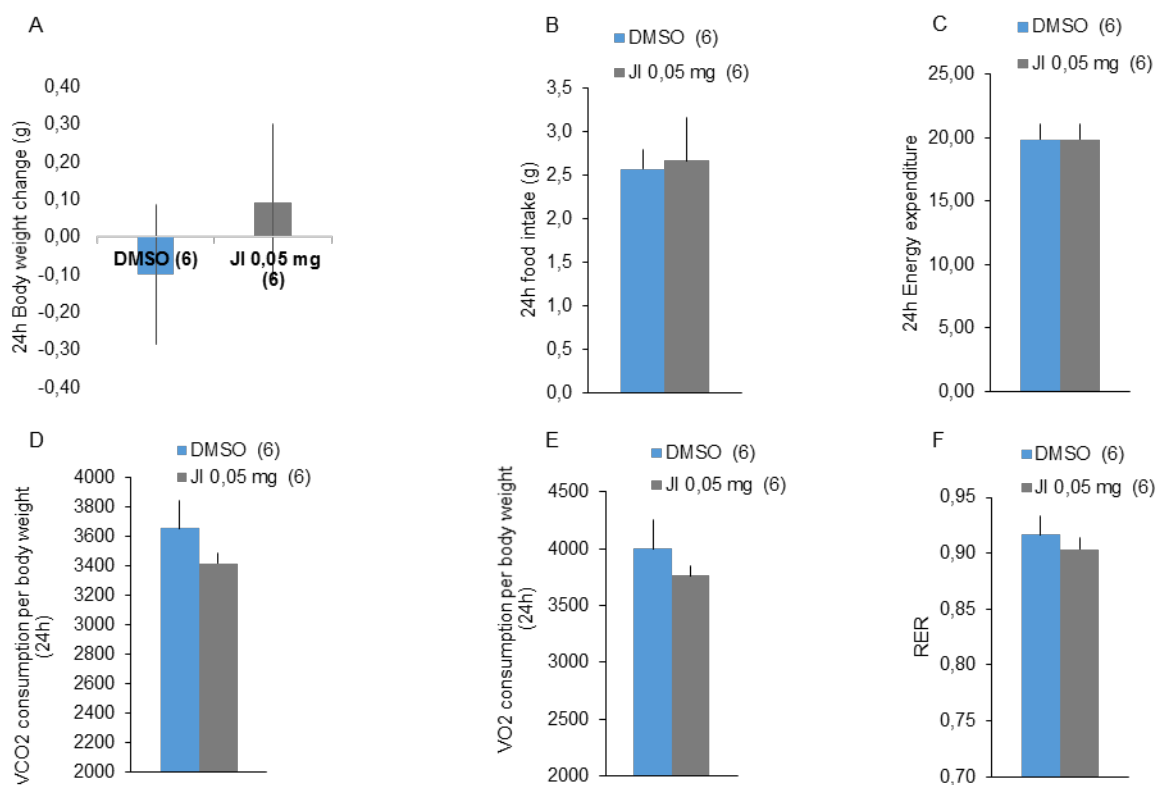 A
24h Body weight change (g)
0,40
0,30
0,20
0,10
0,00
-0,10
-0,20
-0,30
-0,40
DMSO (6)
JI 0,05 mg
(6)
B
DMSO (6)
JI 0,05 mg (6)
24h food intake (g)
3,5
3,0
2,5
2,0
1,5
1,0
0,5
0,0
C
DMSO (6)
JI 0,05 mg (6)
24h Energy expenditure
25,00
20,00
15,00
10,00
5,00
0,00
D
DMSO (6)
JI 0,05 mg (6)
VCO2 consumption per body weight
(24h)
4000
3800
3600
3400
3200
3000
2800
2600
2400
2200
2000
E
DMSO (6)
JI 0,05 mg (6)
VO2 consumption per body weight
(24h)
4500
4000
3500
3000
2500
2000
F
DMSO (6)
JI 0,05 mg (6)
RER
0,95
0,90
0,85
0,80
0,75
0,70